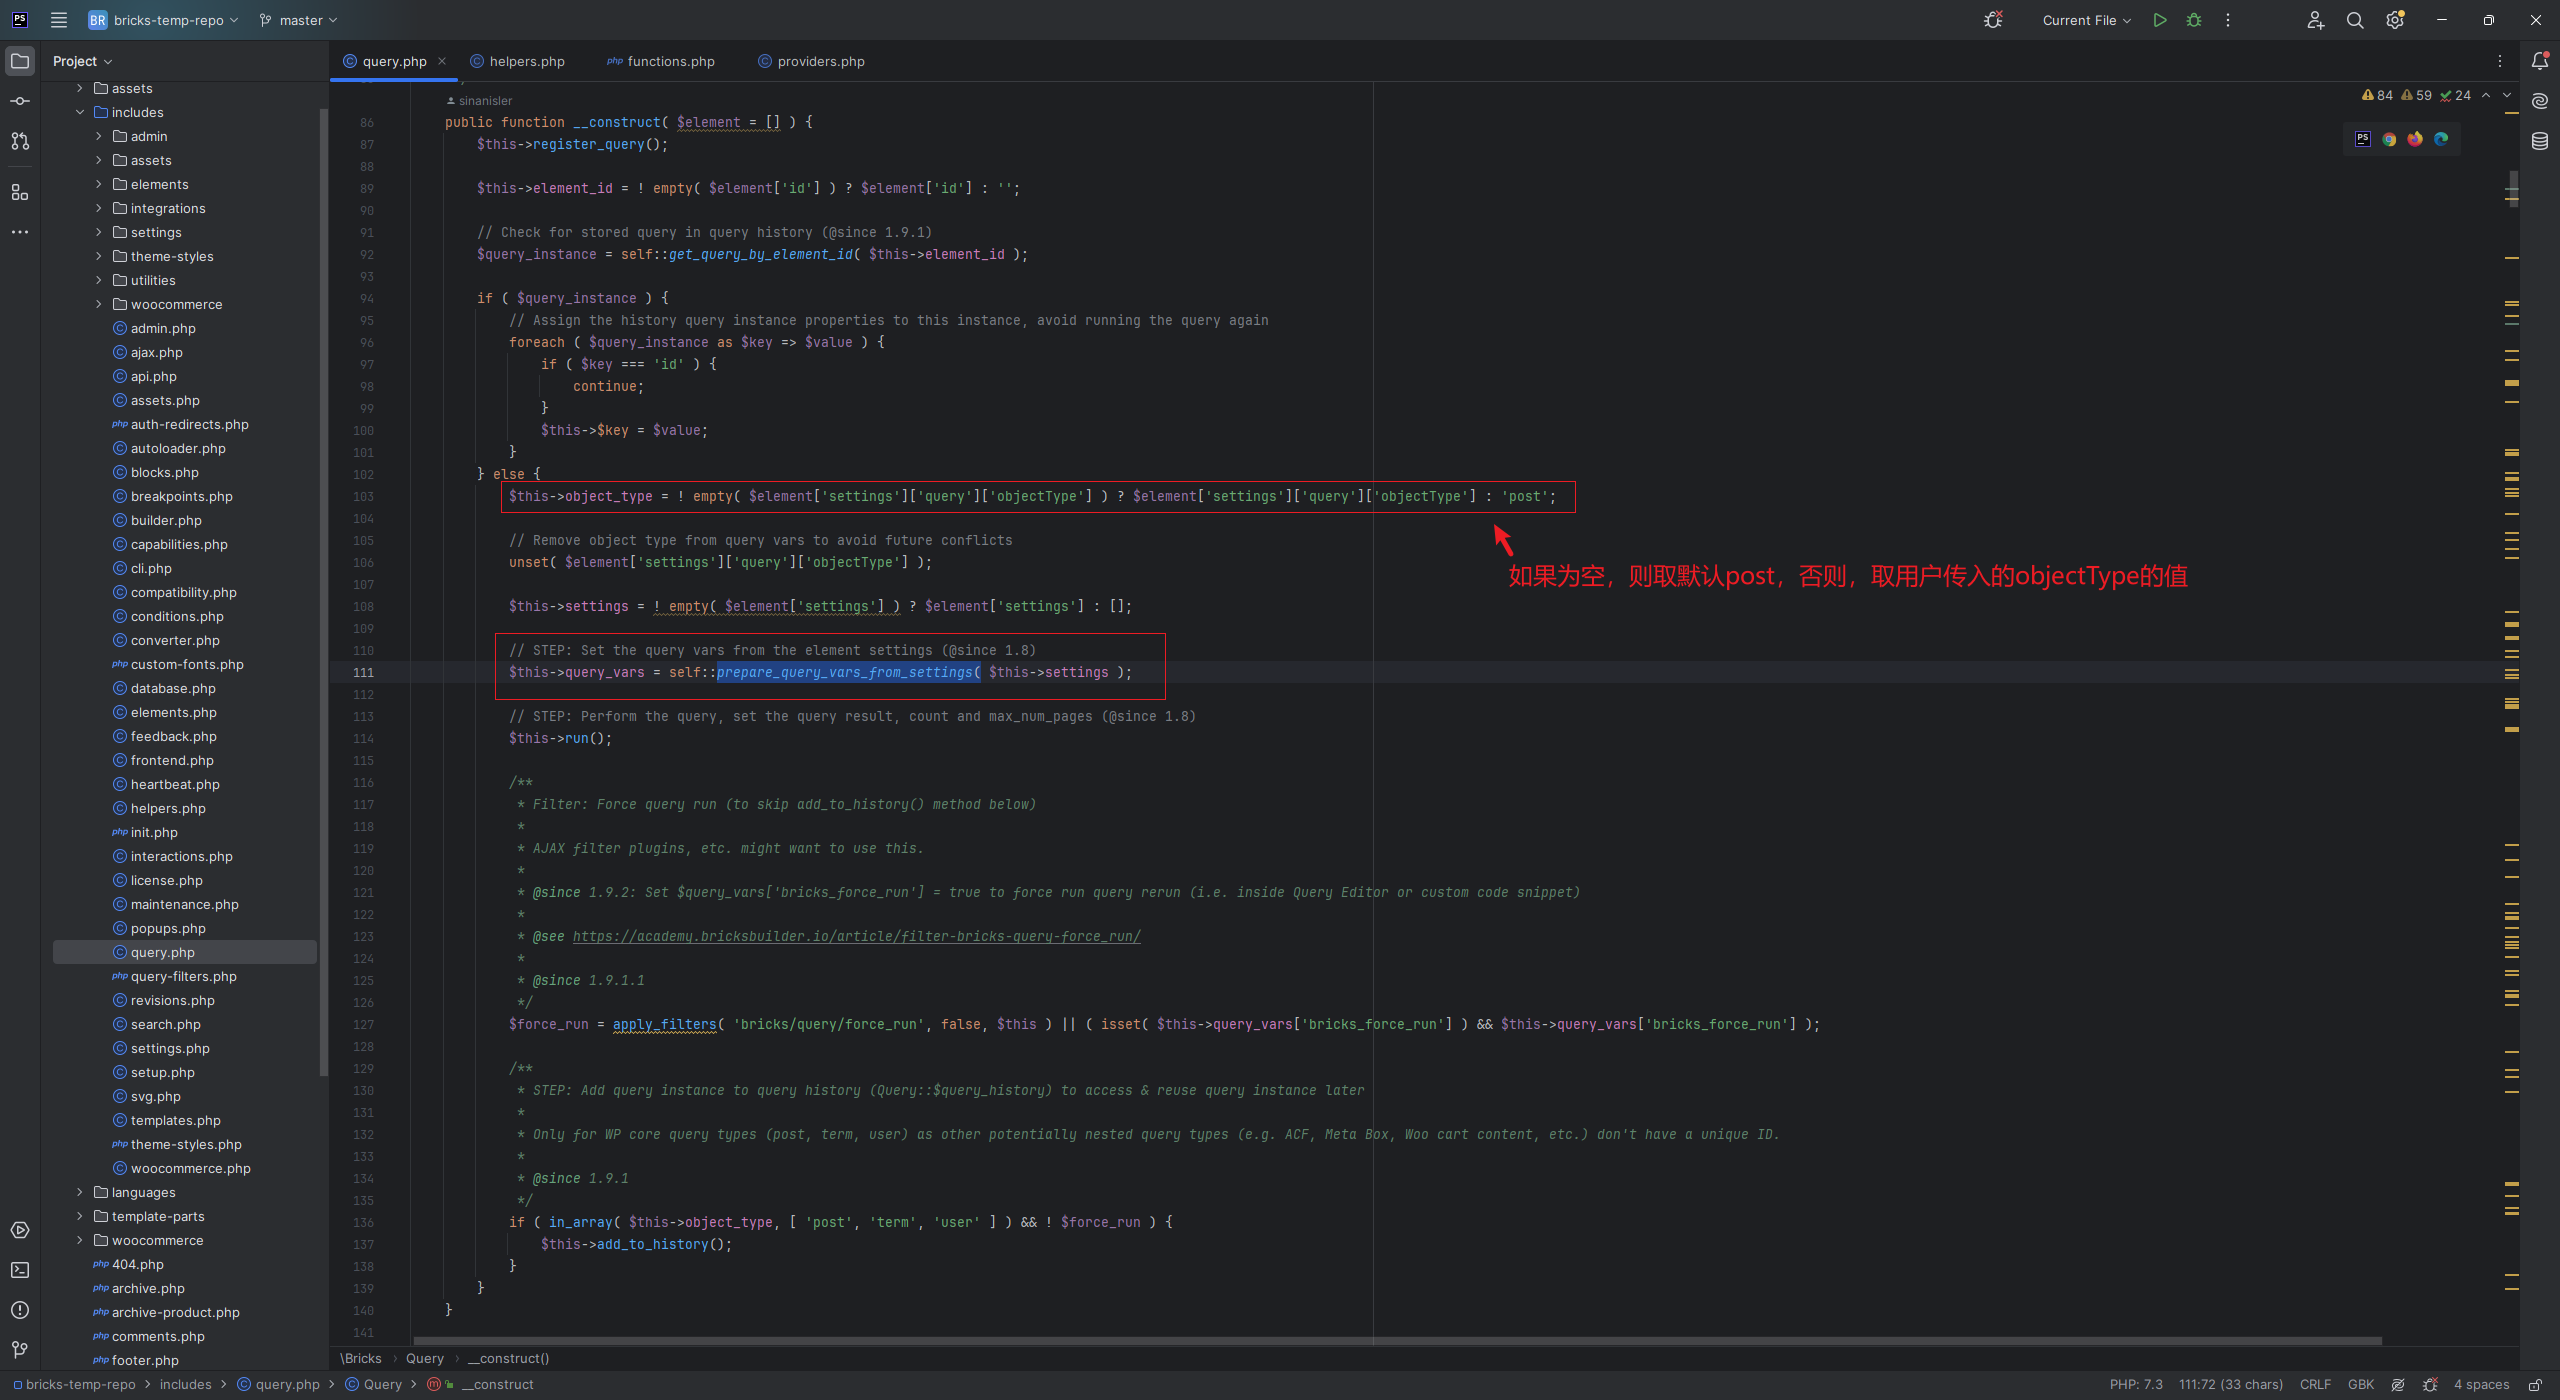 PS BR bricks-temp-repo master Current File
Project
query.php helpers.php functions.php providers.php
assets
includes
admin
assets
elements
integrations
settings
theme-styles
utilities
woocommerce
admin.php
ajax.php
api.php
assets.php
auth-redirects.php
autoloader.php
blocks.php
breakpoints.php
builder.php
capabilities.php
cli.php
compatibility.php
conditions.php
converter.php
custom-fonts.php
database.php
elements.php
feedback.php
frontend.php
heartbeat.php
helpers.php
init.php
interactions.php
license.php
maintenance.php
popups.php
query.php
query-filters.php
revisions.php
search.php
settings.php
setup.php
svg.php
templates.php
theme-styles.php
woocommerce.php
languages
template-parts
woocommerce
404.php
archive.php
archive-product.php
comments.php
footer.php
sinanisler
84 59 24
86 public function __construct( $element = [] ) {
87 $this->register_query();
88
89 $this->element_id = ! empty( $element['id'] ) ? $element['id'] : '';
90
91 // Check for stored query in query history (@since 1.9.1)
92 $query_instance = self::get_query_by_element_id( $this->element_id );
93
94 if ( $query_instance ) {
95 // Assign the history query instance properties to this instance, avoid running the query again
96 foreach ( $query_instance as $key => $value ) {
97 if ( $key === 'id' ) {
98 continue;
99 }
100 $this->$key = $value;
101 }
102 } else {
103 $this->object_type = ! empty( $element['settings']['query']['objectType'] ) ? $element['settings']['query']['objectType'] : 'post';
104
105 // Remove object type from query vars to avoid future conflicts
106 unset( $element['settings']['query']['objectType'] );
如果为空，则取默认post，否则，取用户传入的objectType的值
107
108 $this->settings = ! empty( $element['settings'] ) ? $element['settings'] : [];
109
110 // STEP: Set the query vars from the element settings (@since 1.8)
111 $this->query_vars = self::prepare_query_vars_from_settings( $this->settings );
112
113 // STEP: Perform the query, set the query result, count and max_num_pages (@since 1.8)
114 $this->run();
115
116 /**
117 * Filter: Force query run (to skip add_to_history() method below)
118 *
119 * AJAX filter plugins, etc. might want to use this.
120 *
121 * @since 1.9.2: Set $query_vars['bricks_force_run'] = true to force run query rerun (i.e. inside Query Editor or custom code snippet)
122 *
123 * @see https://academy.bricksbuilder.io/article/filter-bricks-query-force_run/
124 *
125 * @since 1.9.1.1
126 */
127 $force_run = apply_filters( 'bricks/query/force_run', false, $this ) || ( isset( $this->query_vars['bricks_force_run'] ) && $this->query_vars['bricks_force_run'] );
128
129 /**
130 * STEP: Add query instance to query history (Query::$query_history) to access & reuse query instance later
131 *
132 * Only for WP core query types (post, term, user) as other potentially nested query types (e.g. ACF, Meta Box, Woo cart content, etc.) don't have a unique ID.
133 *
134 * @since 1.9.1
135 */
136 if ( in_array( $this->object_type, [ 'post', 'term', 'user' ] ) && ! $force_run ) {
137 $this->add_to_history();
138 }
139 }
140 }
141
\Bricks Query __construct()
bricks-temp-repo includes query.php Query __construct PHP: 7.3 111:72 (33 chars) CRLF GBK 4 spaces